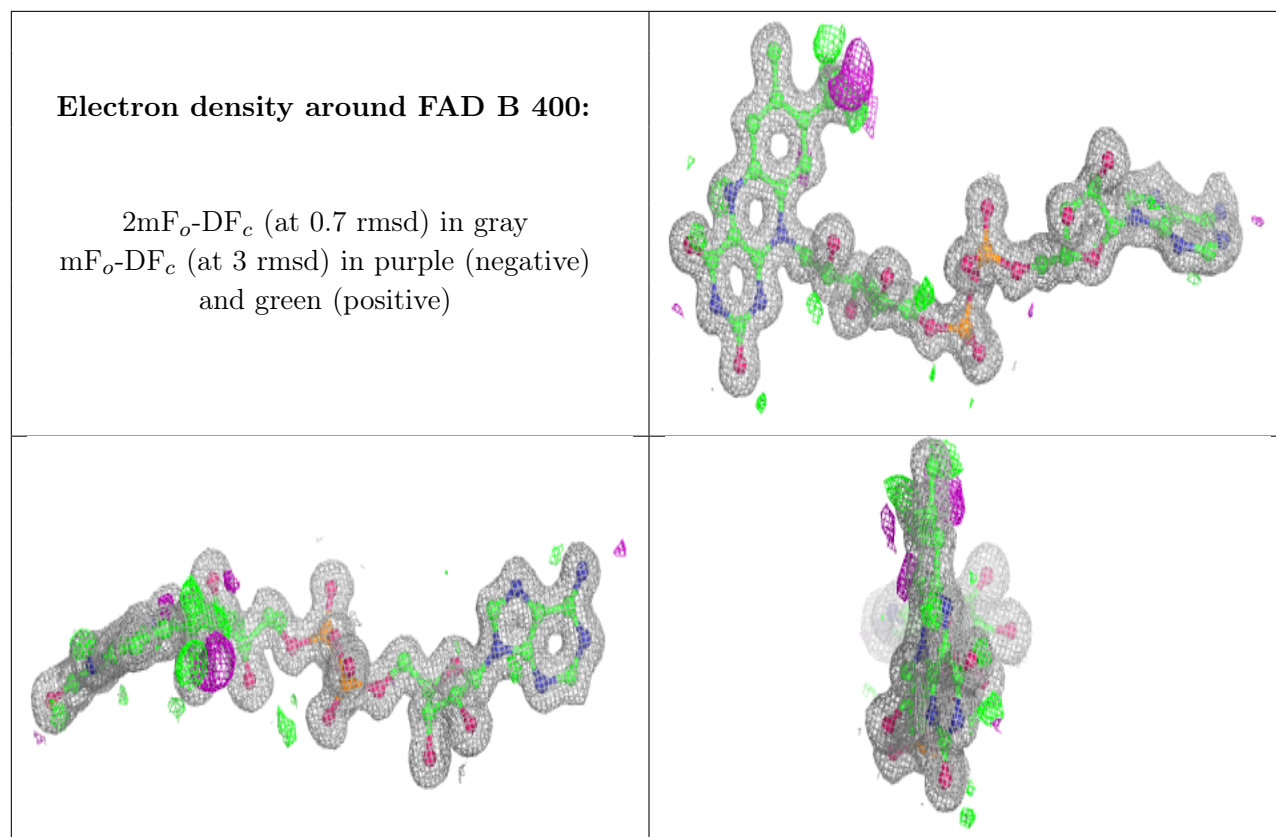 Electron density around FAD B 400:
2mFo-DFc (at 0.7 rmsd) in gray
mFo-DFc (at 3 rmsd) in purple (negative)
and green (positive)